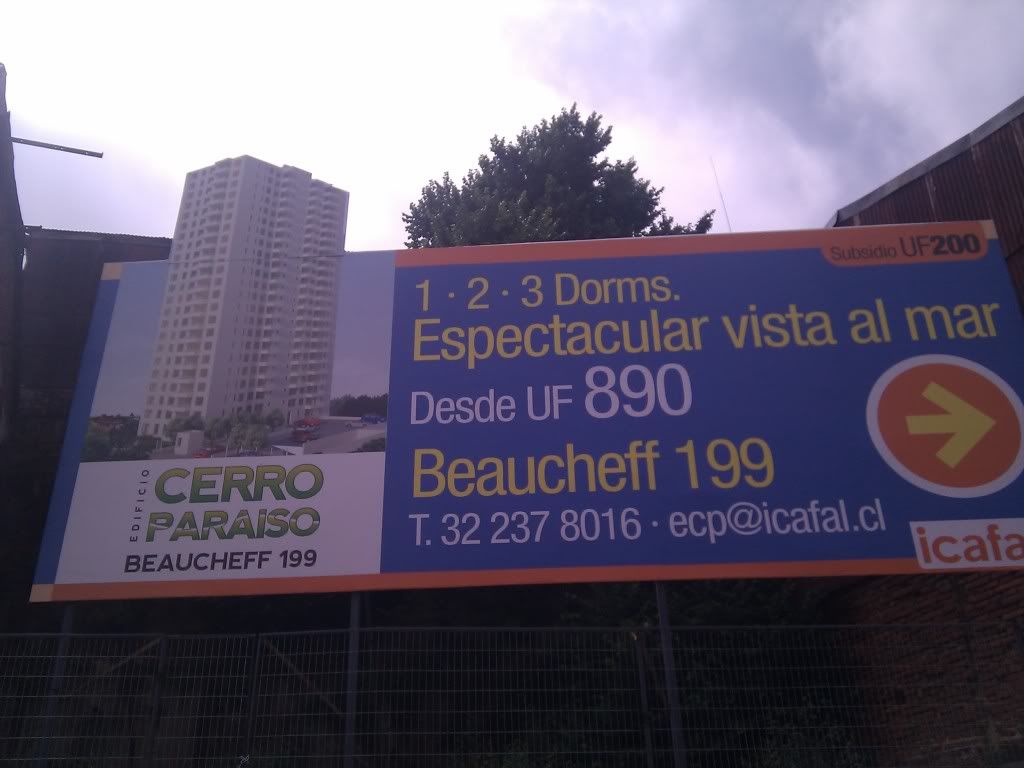 Subsidio UF200
1 · 2 · 3 Dorms.
Espectacular vista al mar
Desde UF 890
Beaucheff 199
T. 32 237 8016 · ecp@icafal.cl
icafa
EDIFICIO
CERRO
PARAISO
BEAUCHEFF 199